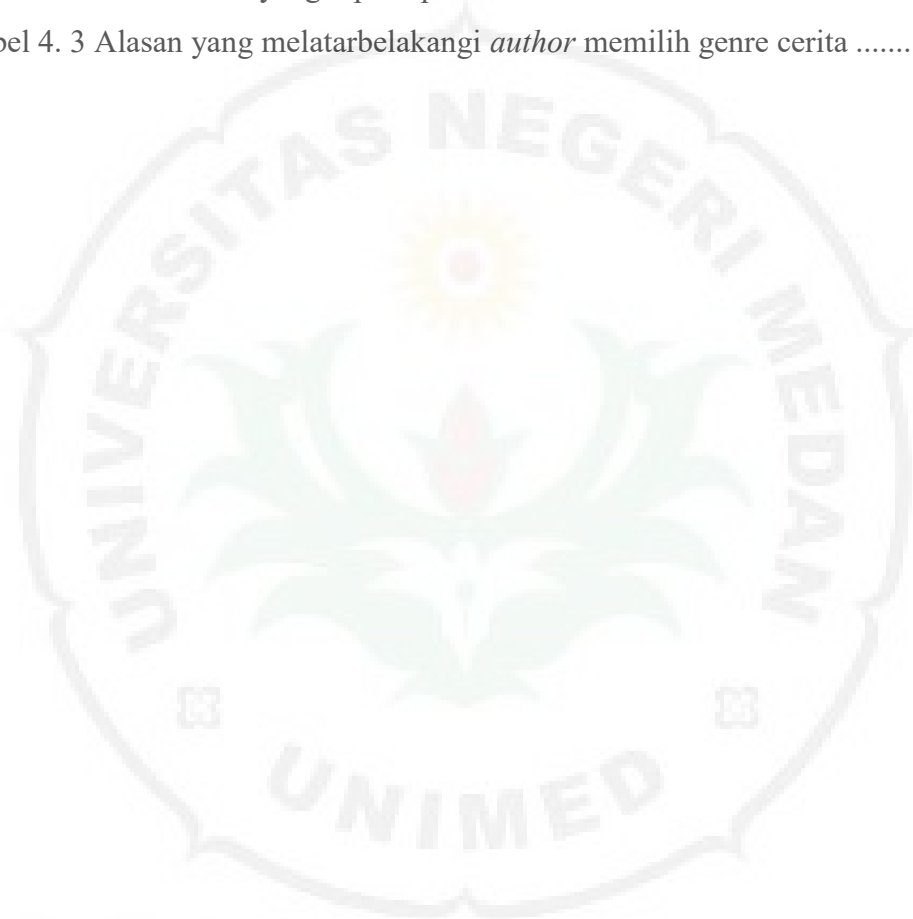 bel 4. 3 Alasan yang melatarbelakangi author memilih genre cerita .......
UNIVERSITAS NEGERI MEDAN
UNIMED